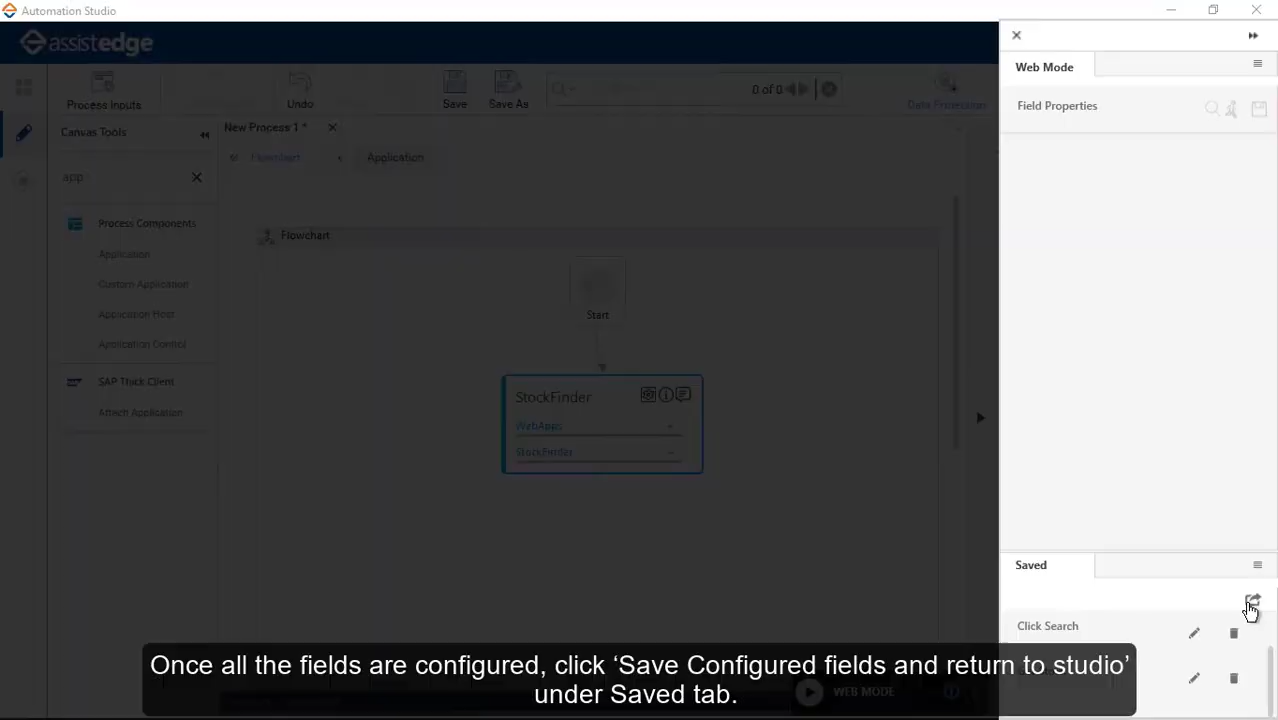 Automation Studio
assistedge
Process Inputs
Undo
Save
Save As
0 of 0
Data Protection
New Process 1 *
Canvas Tools
Flowchart
Application
app
Process Components
Application
Custom Application
Application Host
Application Control
SAP Thick Client
Attach Application
Flowchart
Start
StockFinder
WebApps
StockFinder
Web Mode
Field Properties
Saved
Click Search
WEB MODE
Once all the fields are configured, click ‘Save Configured fields and return to studio’
under Saved tab.